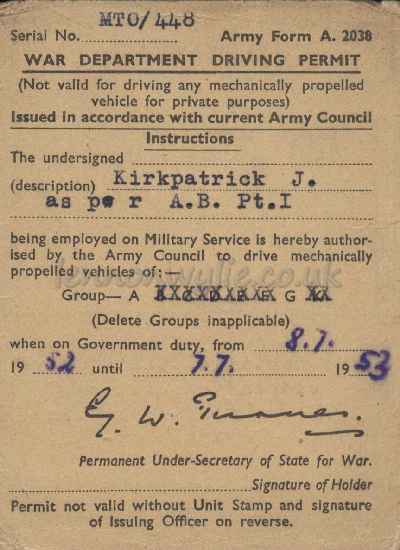 Serial No. MTO/448 Army Form A. 2038
WAR DEPARTMENT DRIVING PERMIT
(Not valid for driving any mechanically propelled
vehicle for private purposes)
Issued in accordance with current Army Council
Instructions
The undersigned
(description) Kirkpatrick J.
as per A.B. Pt.I
being employed on Military Service is hereby author-
ised by the Army Council to drive mechanically
propelled vehicles of:—
Group— A G
(Delete Groups inapplicable)
when on Government duty, from 8.7.
19 52 until 7.7. 19 53
G. W. Turner.
Permanent Under-Secretary of State for War.
Signature of Holder
Permit not valid without Unit Stamp and signature
of Issuing Officer on reverse.